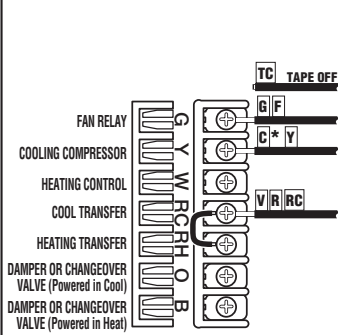 TC TAPE OFF
FAN RELAY G G F
COOLING COMPRESSOR Y C* Y
HEATING CONTROL W
COOL TRANSFER RC V R RC
HEATING TRANSFER RH
DAMPER OR CHANGEOVER
VALVE (Powered in Cool) O
DAMPER OR CHANGEOVER
VALVE (Powered in Heat) B